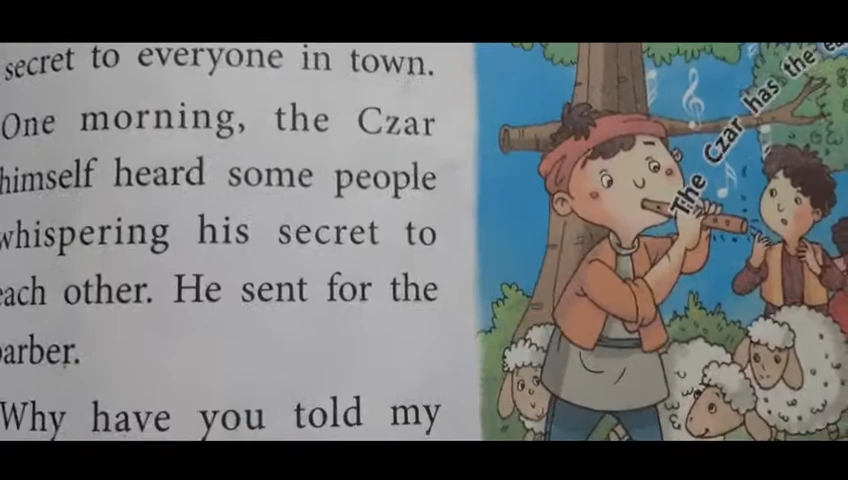 secret to everyone in town.
One morning, the Czar
himself heard some people
whispering his secret to
each other. He sent for the
barber.
Why have you told my
The Czar has the